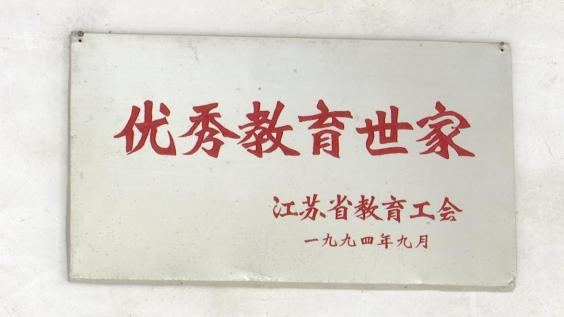 优秀教育世家
江苏省教育工会
一九九四年九月